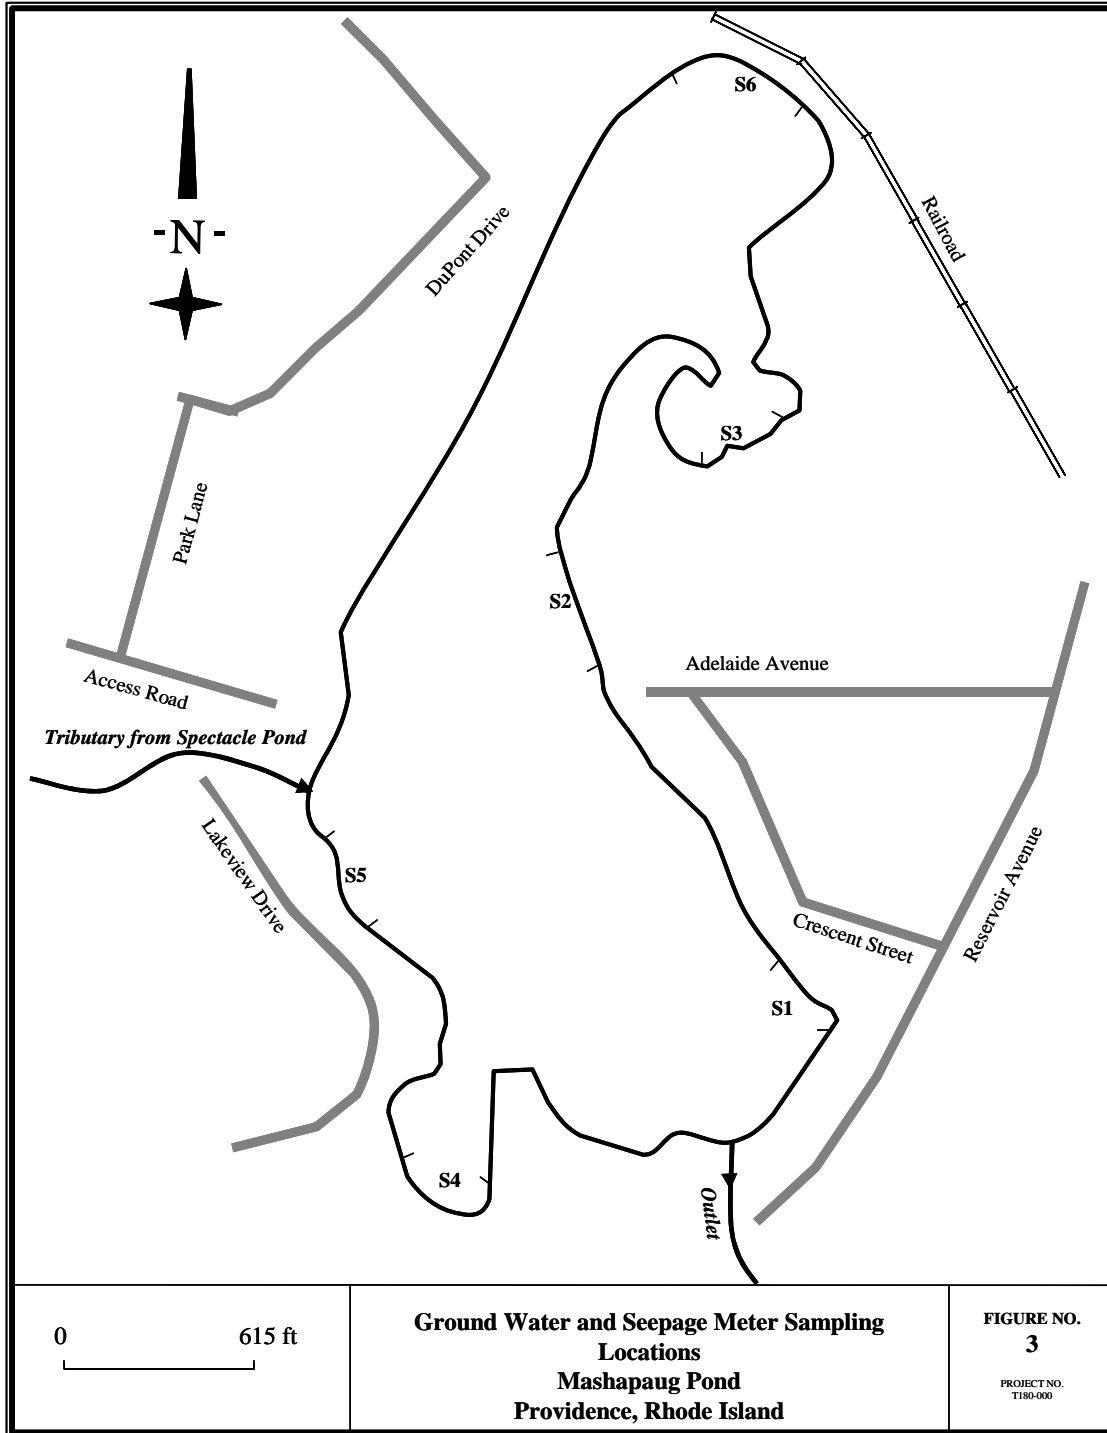 S6
-N-
DuPont Drive
Railroad
S3
Park Lane
S2
Adelaide Avenue
Access Road
Tributary from Spectacle Pond
Lakeview Drive
S5
Reservoir Avenue
Crescent Street
S1
S4
Outlet
0 615 ft
Ground Water and Seepage Meter Sampling
Locations
Mashapaug Pond
Providence, Rhode Island
FIGURE NO.
3
PROJECT NO.
T180-000